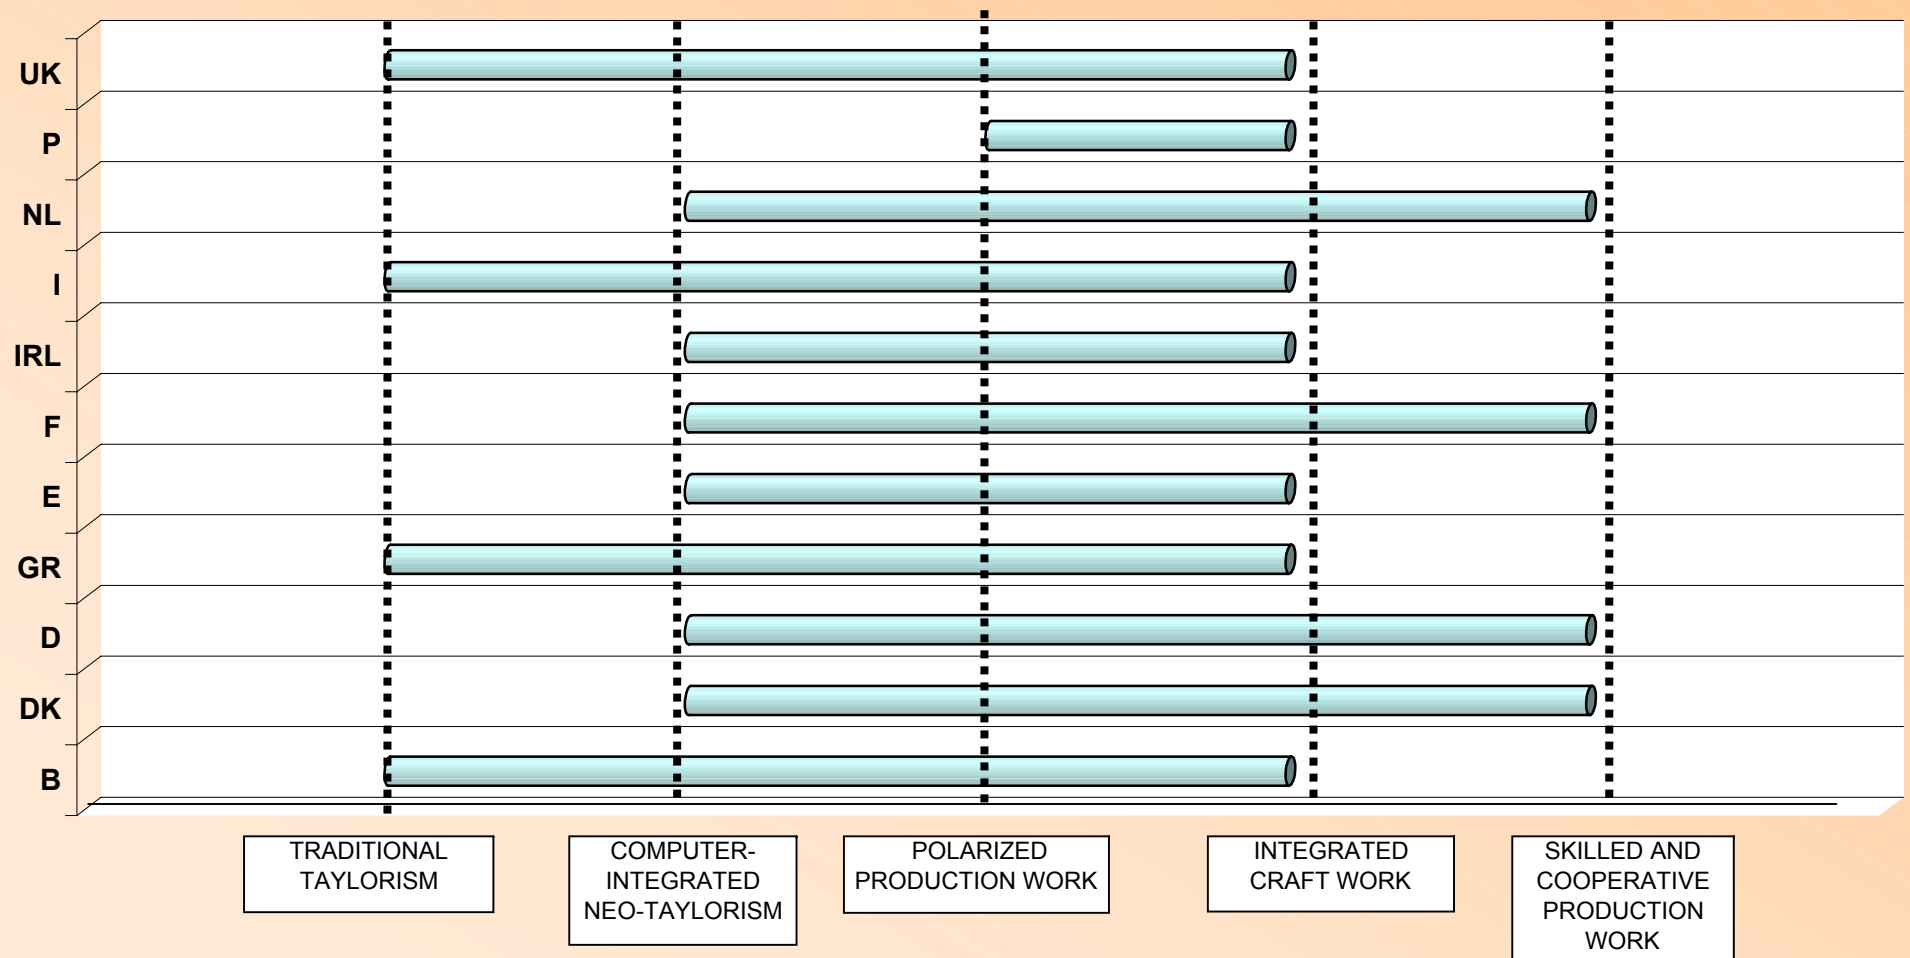 UK
P
NL
I
IRL
F
E
GR
D
DK
B
TRADITIONAL
TAYLORISM
COMPUTER-
INTEGRATED
NEO-TAYLORISM
POLARIZED
PRODUCTION WORK
INTEGRATED
CRAFT WORK
SKILLED AND
COOPERATIVE
PRODUCTION
WORK